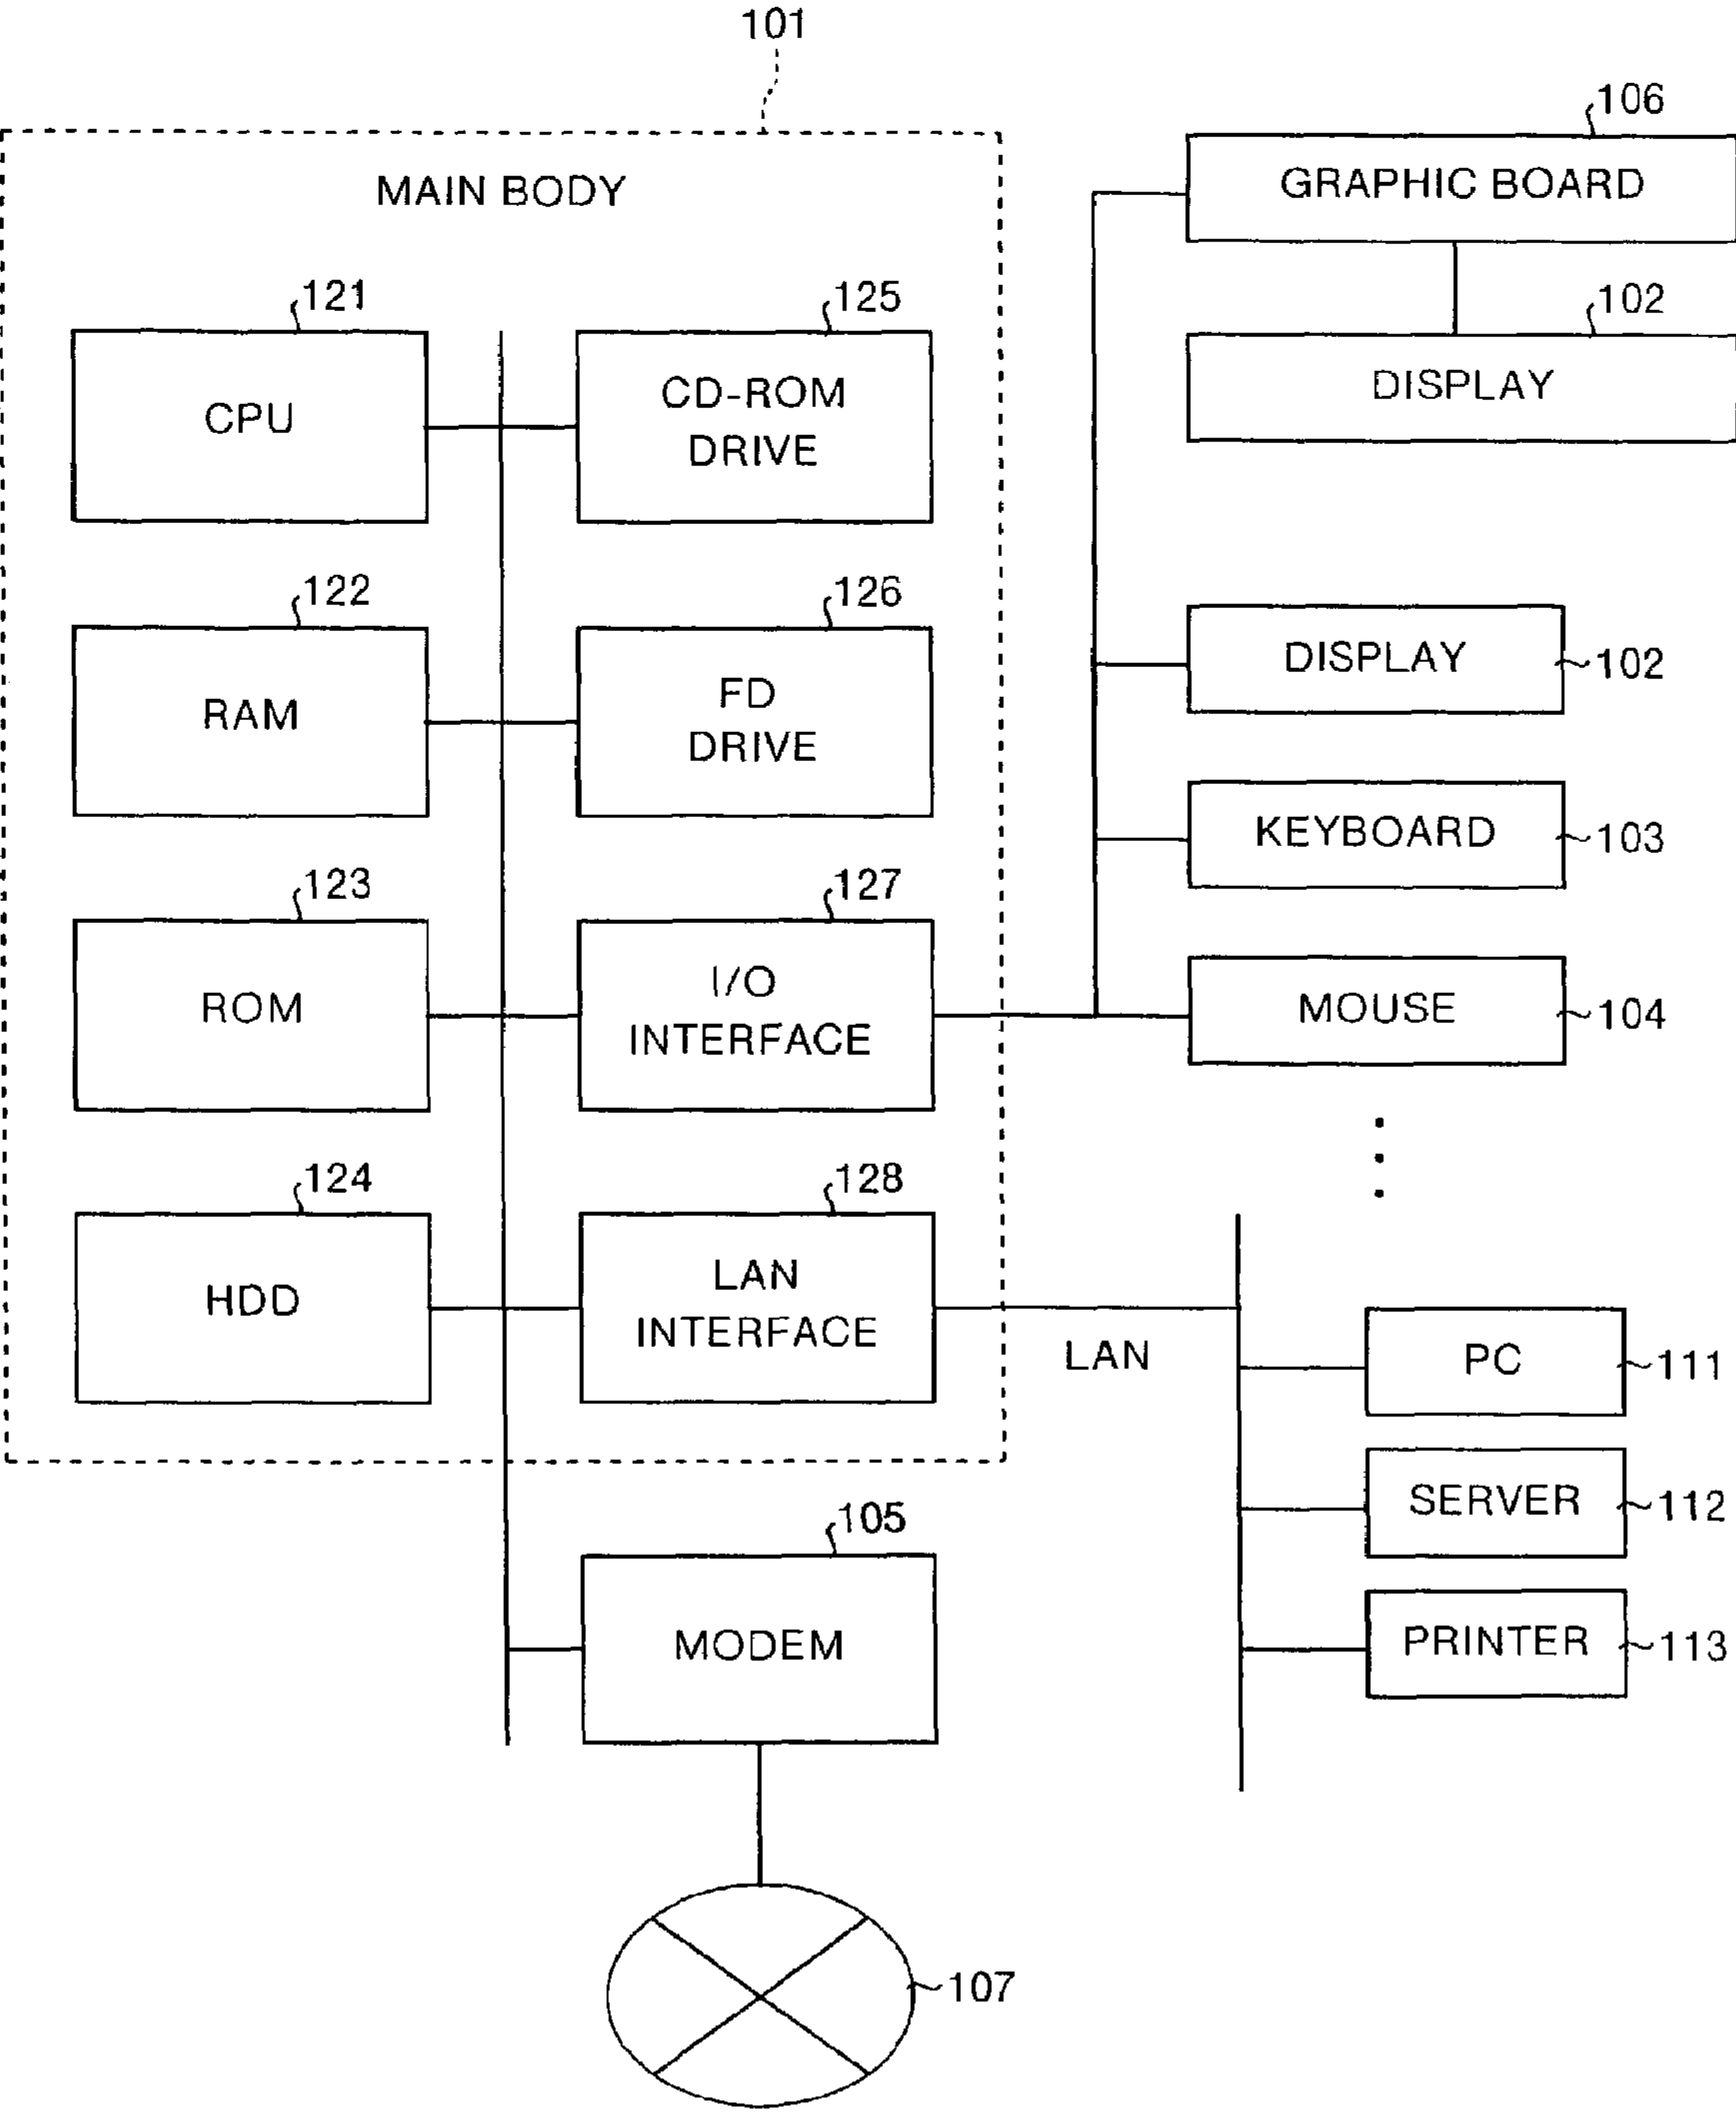 101
MAIN BODY
121
CPU
125
CD-ROM
DRIVE
122
RAM
126
FD
DRIVE
123
ROM
127
I/O
INTERFACE
124
HDD
128
LAN
INTERFACE
105
MODEM
107
106
GRAPHIC BOARD
102
DISPLAY
DISPLAY
102
KEYBOARD
103
MOUSE
104
LAN
PC
111
SERVER
112
PRINTER
113